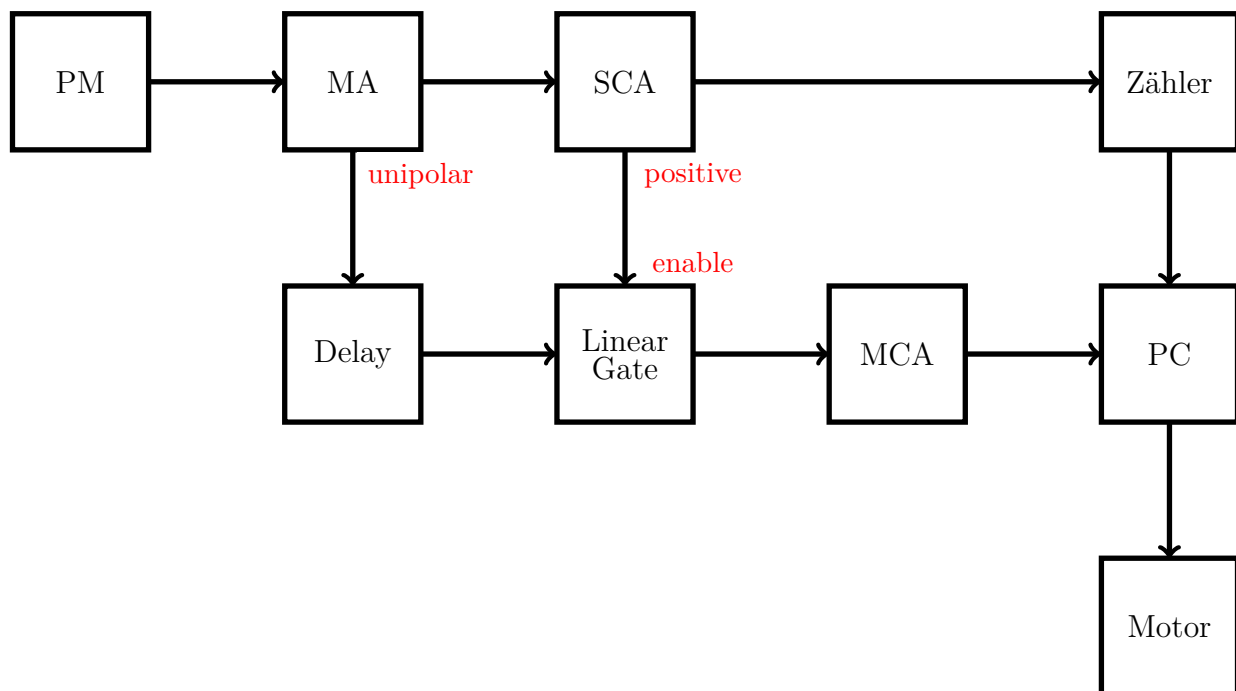 PM
MA
SCA
Zähler
unipolar
positive
enable
Delay
Linear
Gate
MCA
PC
Motor